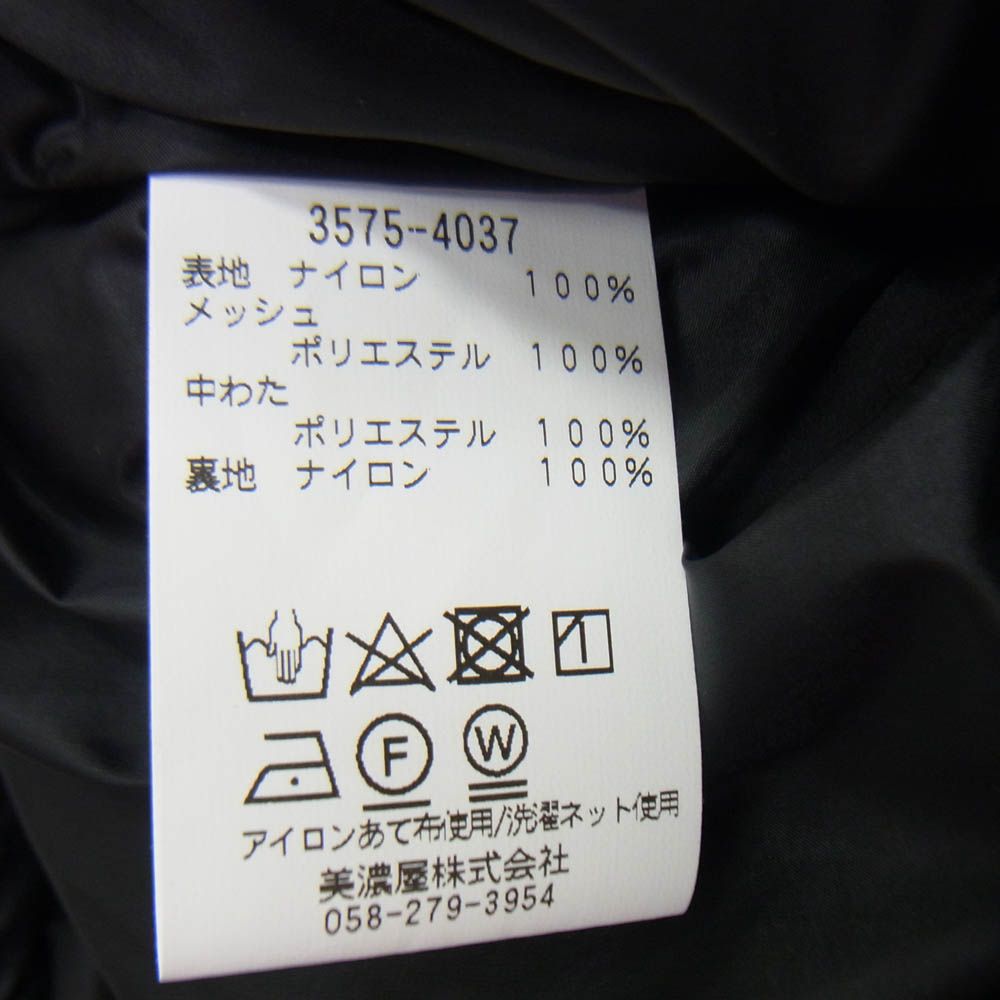 3575-4037
表地 ナイロン 100%
メッシュ
ポリエステル 100%
中わた
ポリエステル 100%
裏地 ナイロン 100%
F W
アイロンあて布使用/洗濯ネット使用
美濃屋株式会社
058-279-3954